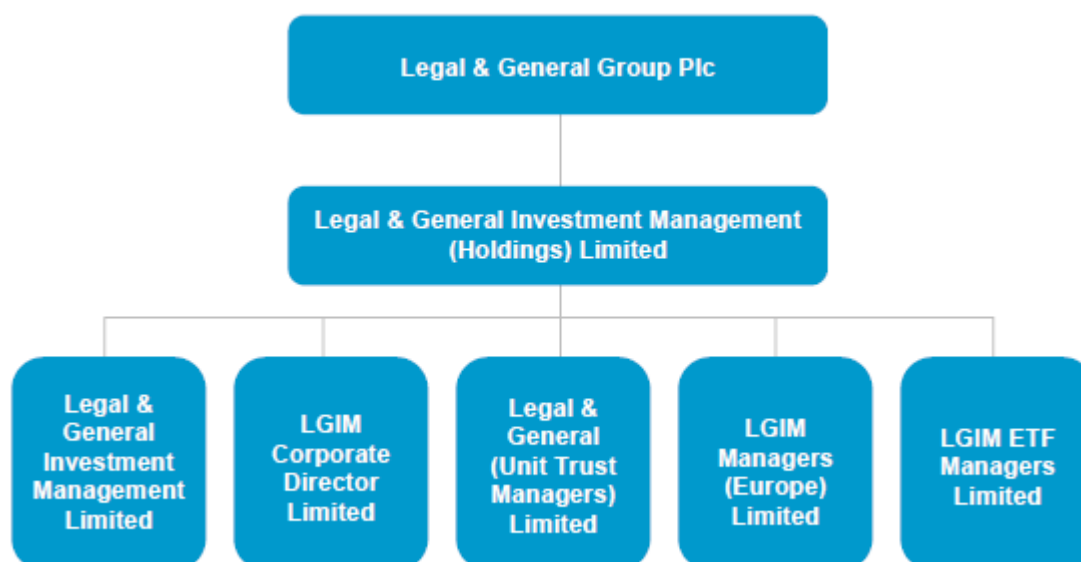 Legal & General Group Plc
Legal & General Investment Management
(Holdings) Limited
Legal &
General
Investment
Management
Limited
LGIM
Corporate
Director
Limited
Legal &
General
(Unit Trust
Managers)
Limited
LGIM
Managers
(Europe)
Limited
LGIM ETF
Managers
Limited